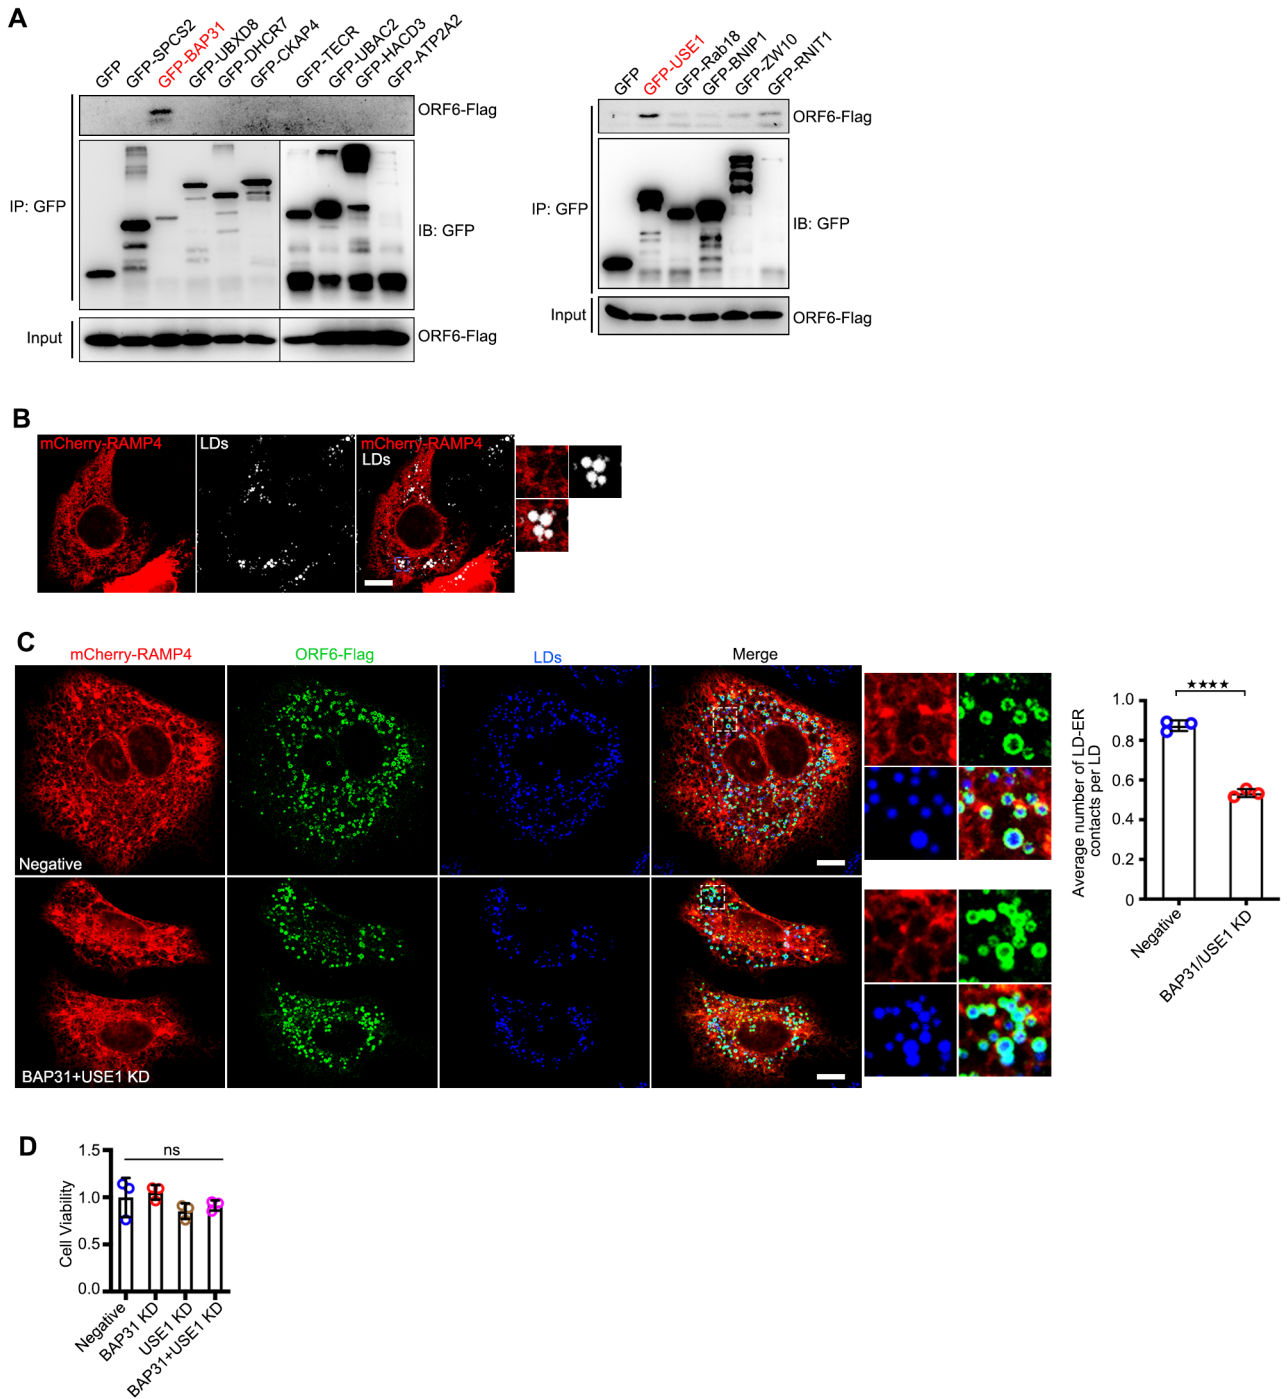 A
GFP
GFP-SPCS2
GFP-BAP31
GFP-UBXD8
GFP-DHCR7
GFP-CKAP4
GFP-TECR
GFP-UBAC2
GFP-HACD3
GFP-ATP2A2
ORF6-Flag
IP: GFP
IB: GFP
Input
ORF6-Flag
GFP
GFP-USE1
GFP-Rab18
GFP-BNIP1
GFP-ZW10
GFP-RNIT1
ORF6-Flag
IP: GFP
IB: GFP
Input
ORF6-Flag
B
mCherry-RAMP4
LDs
mCherry-RAMP4
LDs
C
mCherry-RAMP4
ORF6-Flag
LDs
Merge
Negative
BAP31+USE1 KD
★★★★
1.0
0.8
0.6
0.4
0.2
0
Average number of LD-ER
contacts per LD
Negative
BAP31/USE1 KD
D
ns
1.5
1.0
0.5
0.0
Cell Viability
Negative
BAP31 KD
USE1 KD
BAP31+USE1 KD